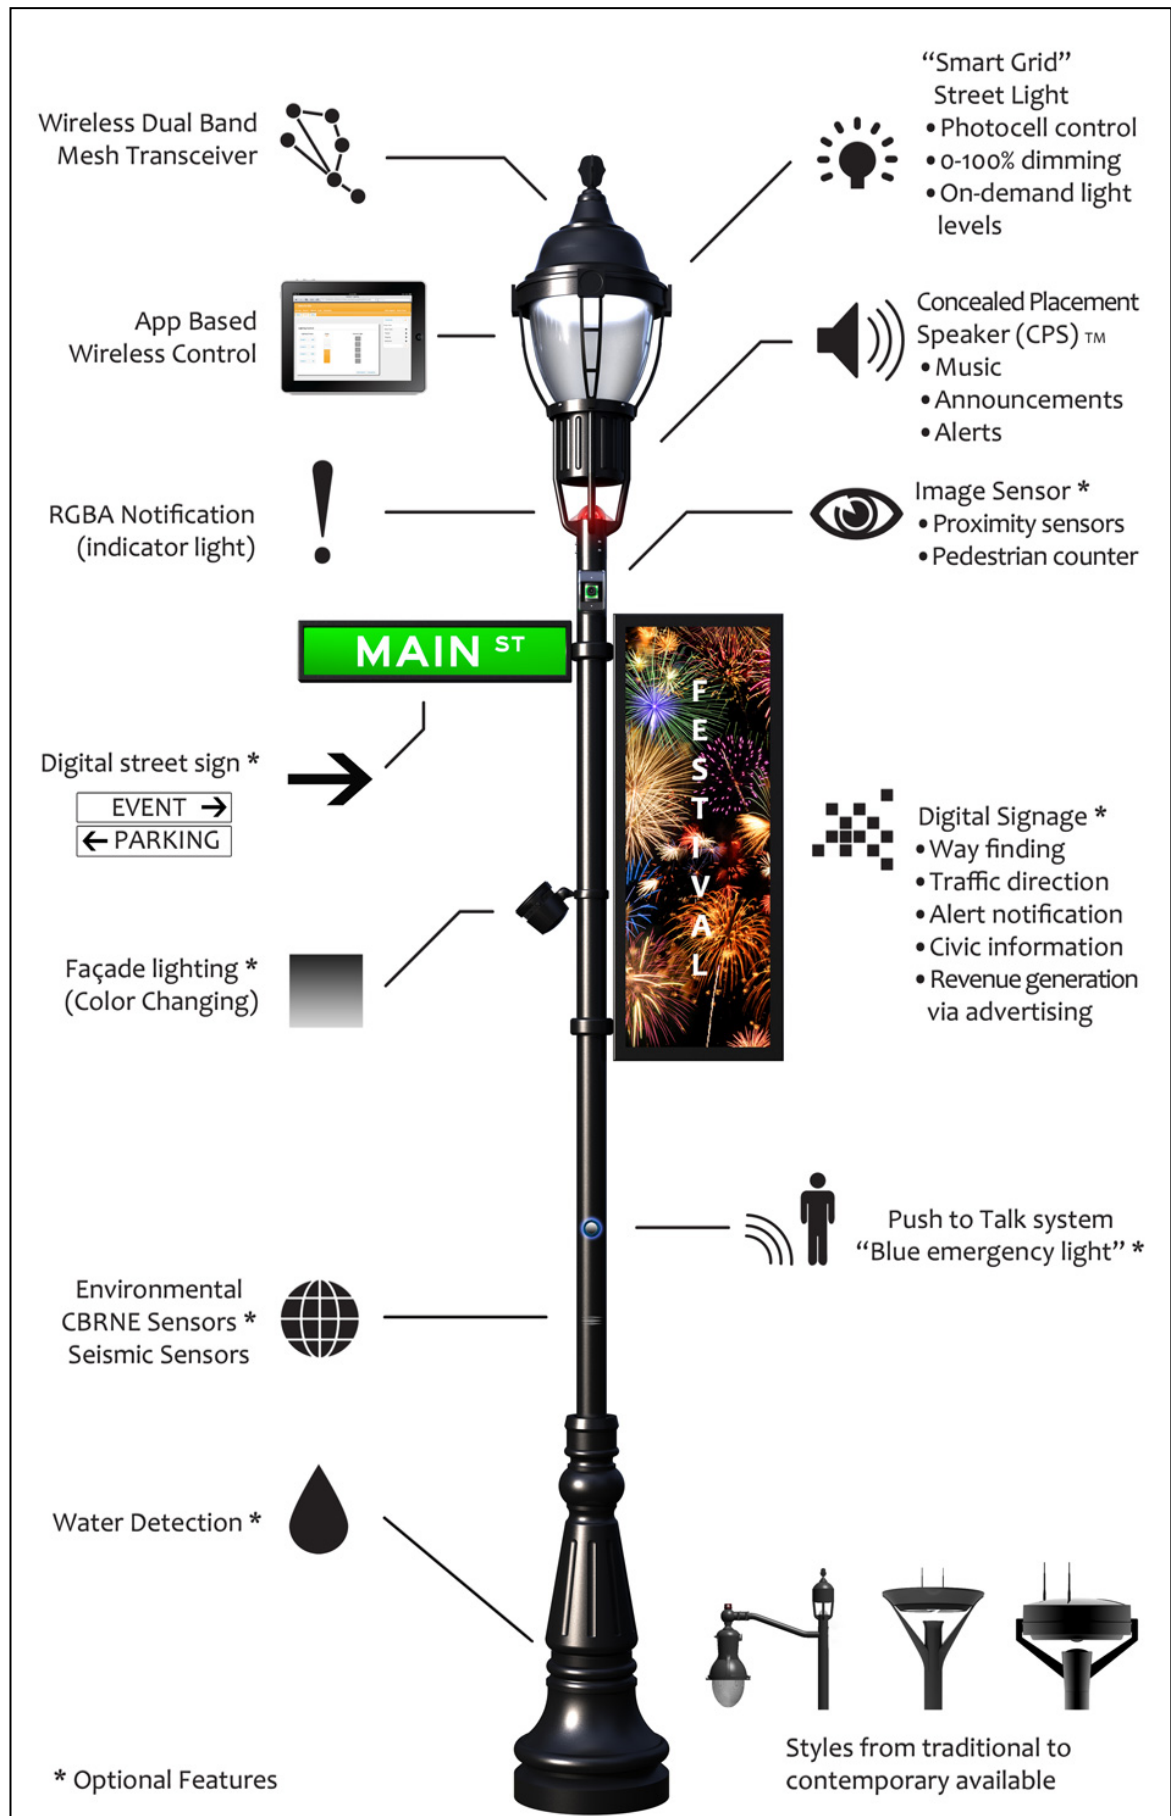 Wireless Dual Band
Mesh Transceiver
App Based
Wireless Control
RGBA Notification
(indicator light)
MAIN ST
Digital street sign *
EVENT →
← PARKING
Façade lighting *
(Color Changing)
Environmental
CBRNE Sensors *
Seismic Sensors
Water Detection *
* Optional Features
“Smart Grid”
Street Light
• Photocell control
• 0-100% dimming
• On-demand light
levels
Concealed Placement
Speaker (CPS) TM
• Music
• Announcements
• Alerts
Image Sensor *
• Proximity sensors
• Pedestrian counter
FESTIVAL
Digital Signage *
• Way finding
• Traffic direction
• Alert notification
• Civic information
• Revenue generation
via advertising
Push to Talk system
“Blue emergency light” *
Styles from traditional to
contemporary available